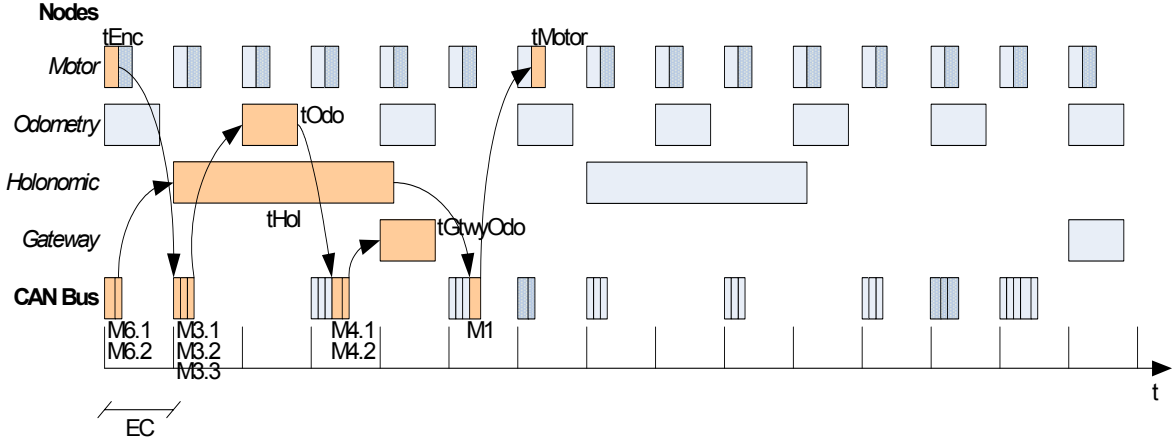 Nodes
tEnc
tMotor
Motor
Odometry
tOdo
Holonomic
tHol
tGtwyOdo
Gateway
CAN Bus
M6.1
M6.2
M3.1
M3.2
M3.3
M4.1
M4.2
M1
t
EC